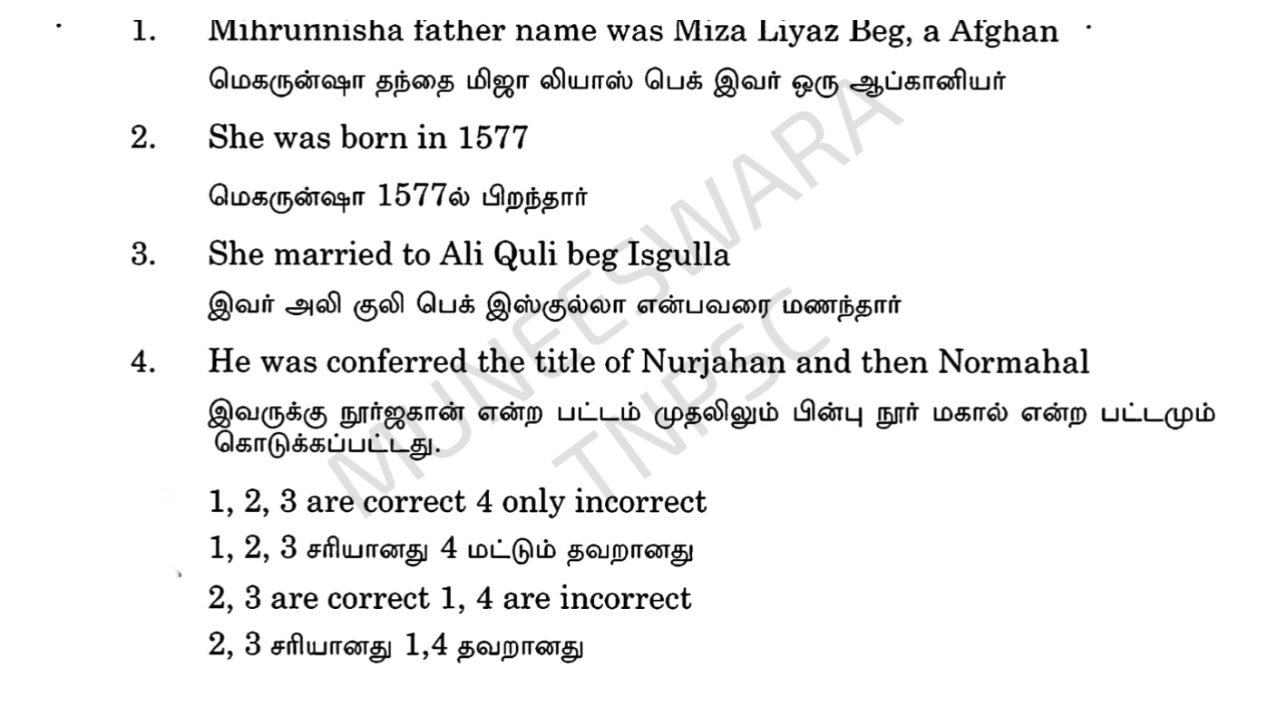 1. Mihrunnisha father name was Miza Liyaz Beg, a Afghan
மெகருன்ஷா தந்தை மிஜா லியாஸ் பெக் இவர் ஒரு ஆப்கானியர்
2. She was born in 1577
மெகருன்ஷா 1577ல் பிறந்தார்
3. She married to Ali Quli beg Isgulla
இவர் அலி குலி பெக் இஸ்குல்லா என்பவரை மணந்தார்
4. He was conferred the title of Nurjahan and then Normahal
இவருக்கு நூர்ஜகான் என்ற பட்டம் முதலிலும் பின்பு நூர் மகால் என்ற பட்டமும்
கொடுக்கப்பட்டது.
1, 2, 3 are correct 4 only incorrect
1, 2, 3 சரியானது 4 மட்டும் தவறானது
2, 3 are correct 1, 4 are incorrect
2, 3 சரியானது 1,4 தவறானது
MUNEESWARA
TNPSC